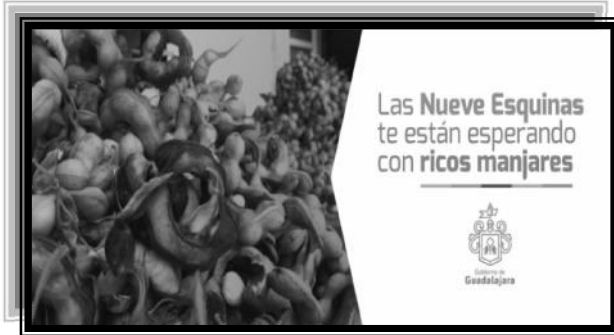 Las Nueve Esquinas
te están esperando
con ricos manjares
Gobierno de
Guadalajara